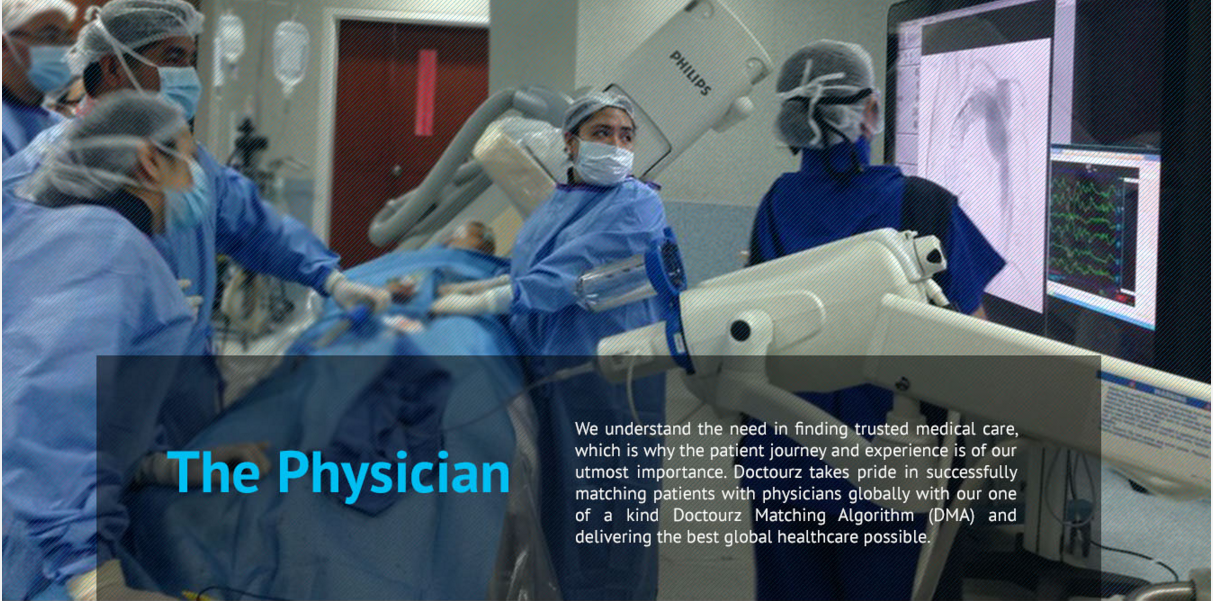 PHILIPS
WARNING
The Physician
We understand the need in finding trusted medical care,
which is why the patient journey and experience is of our
utmost importance. Doctourz takes pride in successfully
matching patients with physicians globally with our one
of a kind Doctourz Matching Algorithm (DMA) and
delivering the best global healthcare possible.